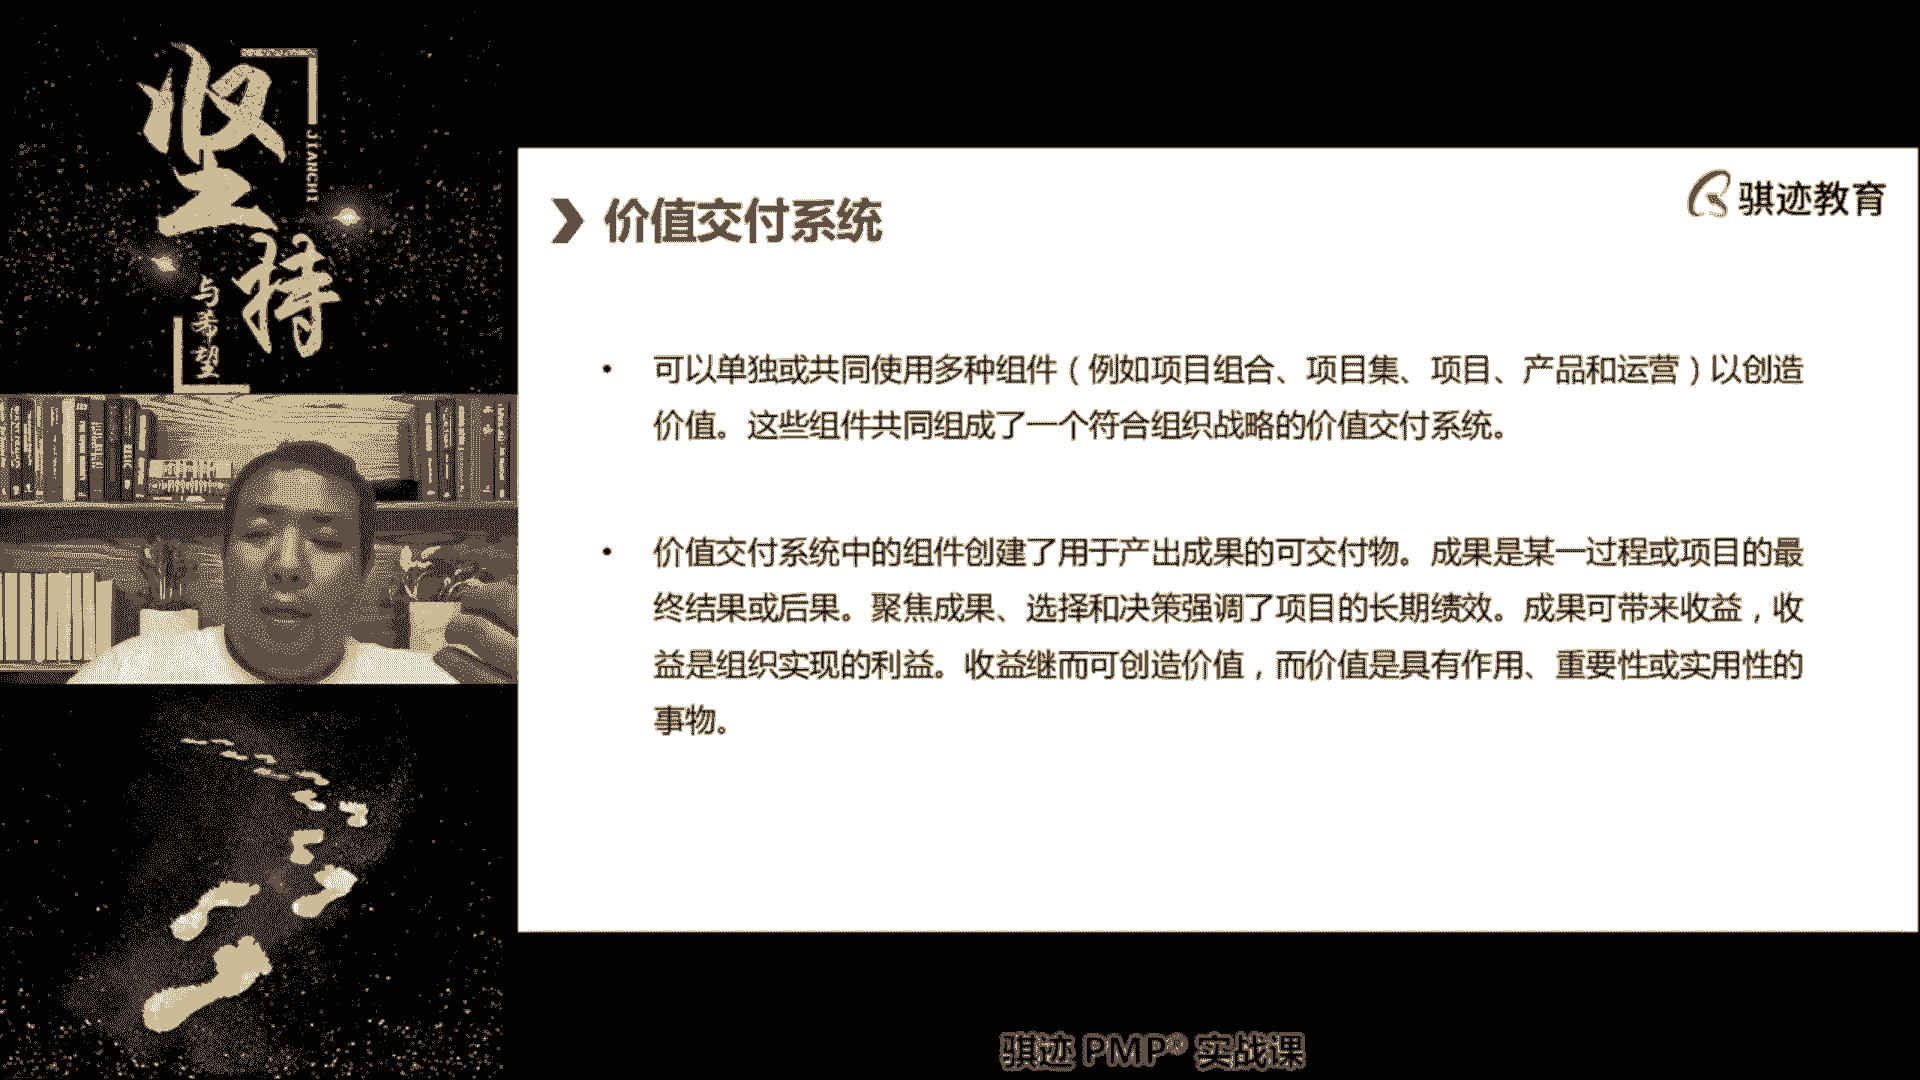 坚持
JIANCHI
与希望
骐迹教育
价值交付系统
• 可以单独或共同使用多种组件（例如项目组合、项目集、项目、产品和运营）以创造
价值。这些组件共同组成了一个符合组织战略的价值交付系统。
• 价值交付系统中的组件创建了用于产出成果的可交付物。成果是某一过程或项目的最
终结果或后果。聚焦成果、选择和决策强调了项目的长期绩效。成果可带来收益，收
益是组织实现的利益。收益继而可创造价值，而价值是具有作用、重要性或实用性的
事物。
骐迹 PMP® 实战课